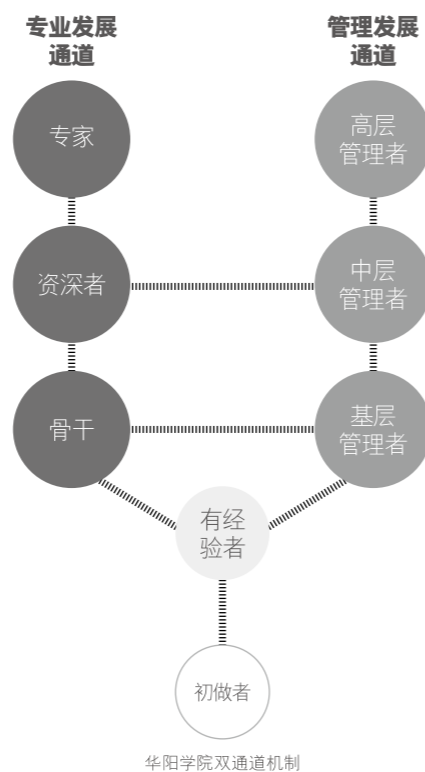 专业发展
通道
管理发展
通道
专家
高层
管理者
资深者
中层
管理者
骨干
基层
管理者
有经
验者
初做者
华阳学院双通道机制